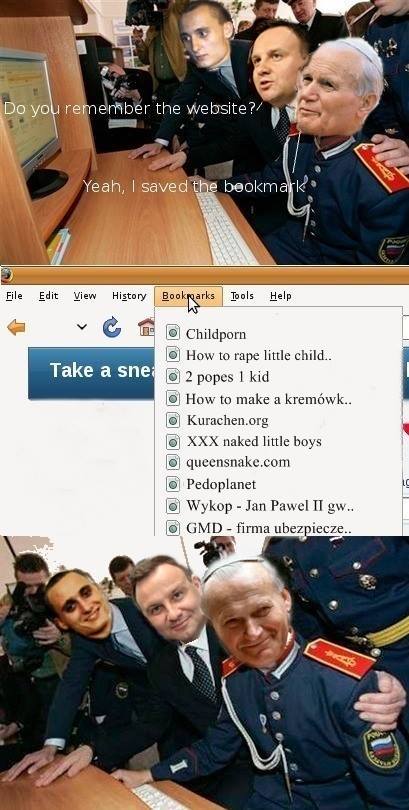 Do you remember the website?
Yeah, I saved the bookmark
File Edit View History Bookmarks Tools Help
Take a snea
Childporn
How to rape little child..
2 popes 1 kid
How to make a kremówk..
Kurachen.org
XXX naked little boys
queensnake.com
Pedoplanet
Wykop - Jan Pawel II gw..
GMD - firma ubezpiecze..